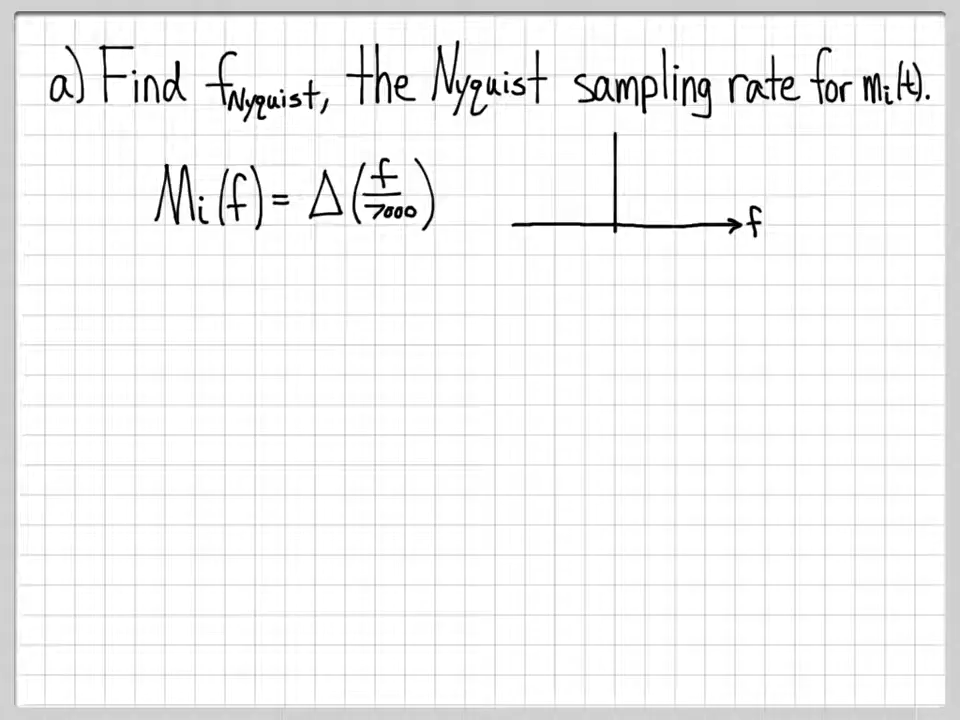 a) Find fNyquist, the Nyquist sampling rate for mi(t).
Mi(f) = Δ(f/7000)
f